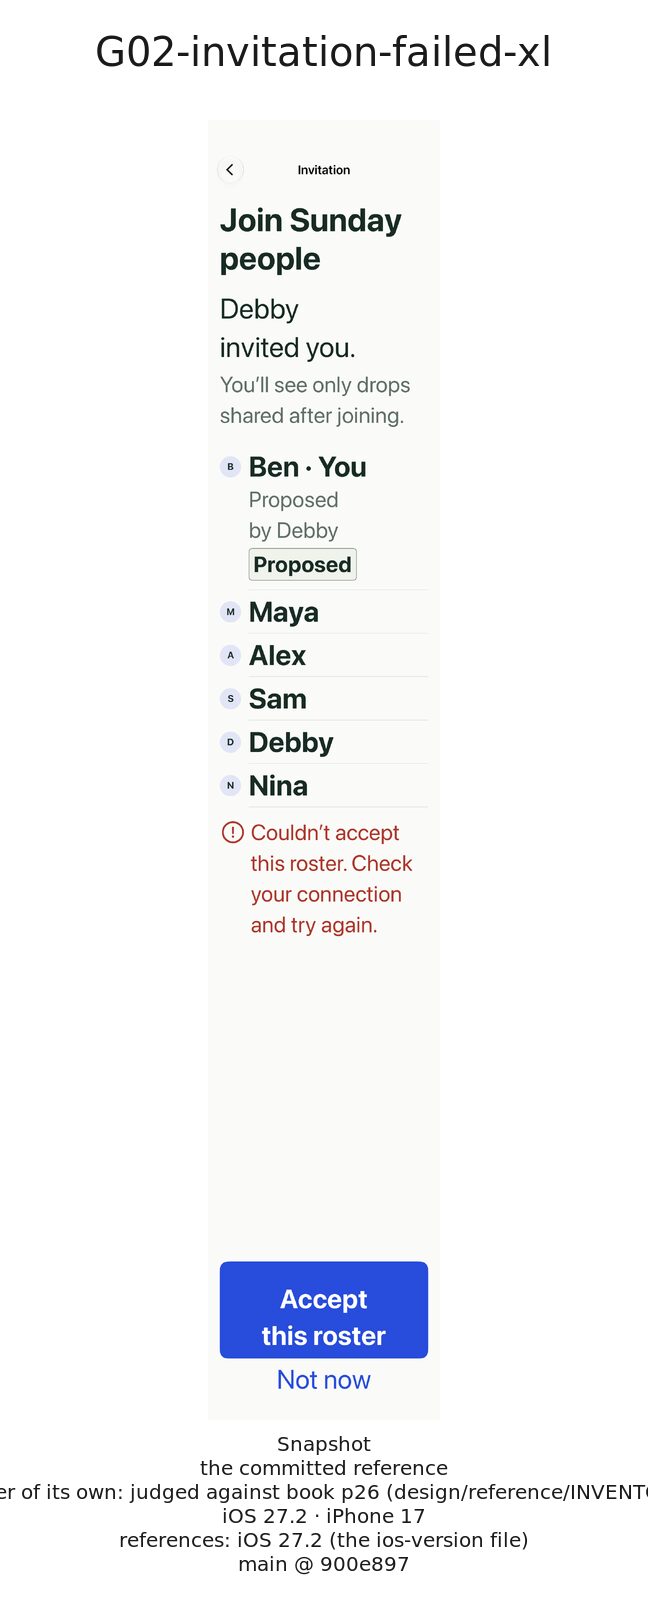 G02-invitation-failed-xl
Invitation
Join Sunday
people
Debby
invited you.
You’ll see only drops
shared after joining.
B Ben · You
Proposed
by Debby
Proposed
M Maya
A Alex
S Sam
D Debby
N Nina
Couldn’t accept
this roster. Check
your connection
and try again.
Accept
this roster
Not now
Snapshot
the committed reference
of its own: judged against book p26 (design/reference/
iOS 27.2 · iPhone 17
references: iOS 27.2 (the ios-version file)
main @ 900e897